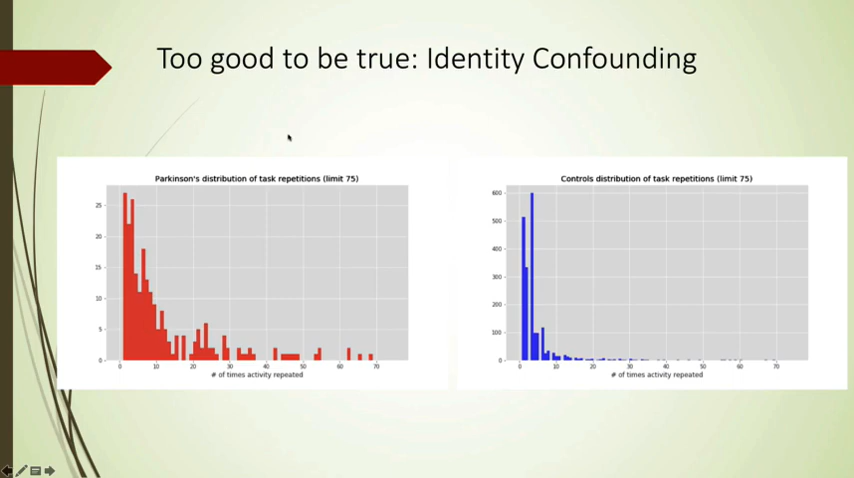 Too good to be true: Identity Confounding
Parkinson's distribution of task repetitions (limit 75)
25
20
15
10
5
0
0 10 20 30 40 50 60 70
# of times activity repeated
Controls distribution of task repetitions (limit 75)
600
500
400
300
200
100
0
0 10 20 30 40 50 60 70
# of times activity repeated